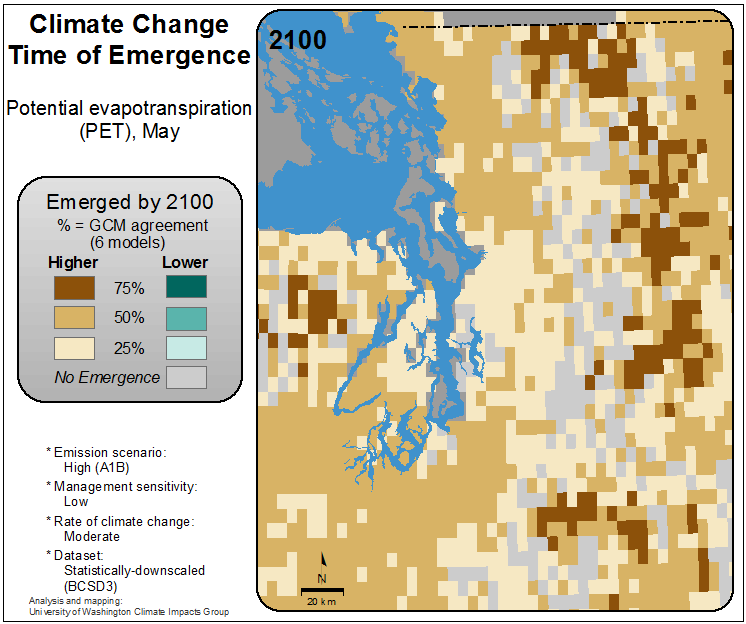 Climate Change
Time of Emergence
Potential evapotranspiration
(PET), May
Emerged by 2100
% = GCM agreement
(6 models)
Higher Lower
75%
50%
25%
No Emergence
* Emission scenario:
High (A1B)
* Management sensitivity:
Low
* Rate of climate change:
Moderate
* Dataset:
Statistically-downscaled
(BCSD3)
Analysis and mapping:
University of Washington Climate Impacts Group
2100
N
20 km